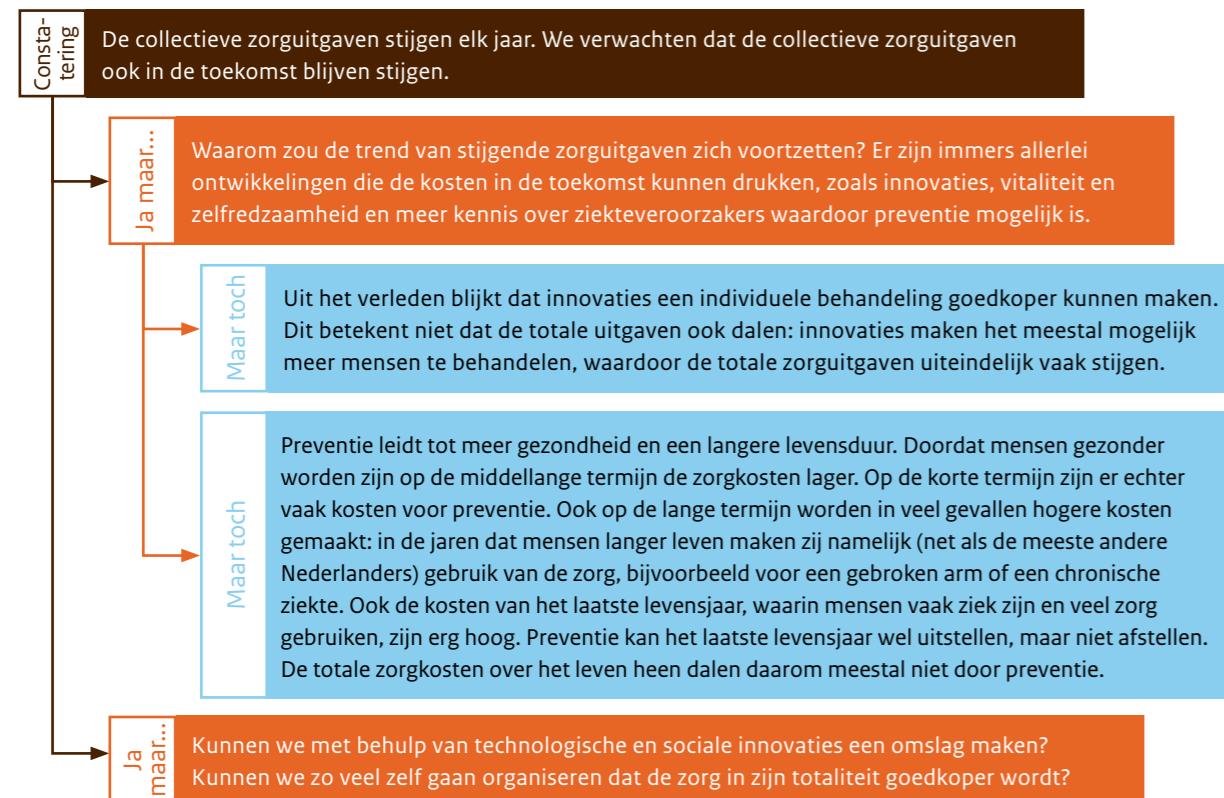 Consta-
tering
De collectieve zorguitgaven stijgen elk jaar. We verwachten dat de collectieve zorguitgaven
ook in de toekomst blijven stijgen.
Ja maar...
Waarom zou de trend van stijgende zorguitgaven zich voortzetten? Er zijn immers allerlei
ontwikkelingen die de kosten in de toekomst kunnen drukken, zoals innovaties, vitaliteit en
zelfredzaamheid en meer kennis over ziekteveroorzakers waardoor preventie mogelijk is.
Maar toch
Uit het verleden blijkt dat innovaties een individuele behandeling goedkoper kunnen maken.
Dit betekent niet dat de totale uitgaven ook dalen: innovaties maken het meestal mogelijk
meer mensen te behandelen, waardoor de totale zorguitgaven uiteindelijk vaak stijgen.
Maar toch
Preventie leidt tot meer gezondheid en een langere levensduur. Doordat mensen gezonder
worden zijn op de middellange termijn de zorgkosten lager. Op de korte termijn zijn er echter
vaak kosten voor preventie. Ook op de lange termijn worden in veel gevallen hogere kosten
gemaakt: in de jaren dat mensen langer leven maken zij namelijk (net als de meeste andere
Nederlanders) gebruik van de zorg, bijvoorbeeld voor een gebroken arm of een chronische
ziekte. Ook de kosten van het laatste levensjaar, waarin mensen vaak ziek zijn en veel zorg
gebruiken, zijn erg hoog. Preventie kan het laatste levensjaar wel uitstellen, maar niet afstellen.
De totale zorgkosten over het leven heen dalen daarom meestal niet door preventie.
Ja
maar...
Kunnen we met behulp van technologische en sociale innovaties een omslag maken?
Kunnen we zo veel zelf gaan organiseren dat de zorg in zijn totaliteit goedkoper wordt?